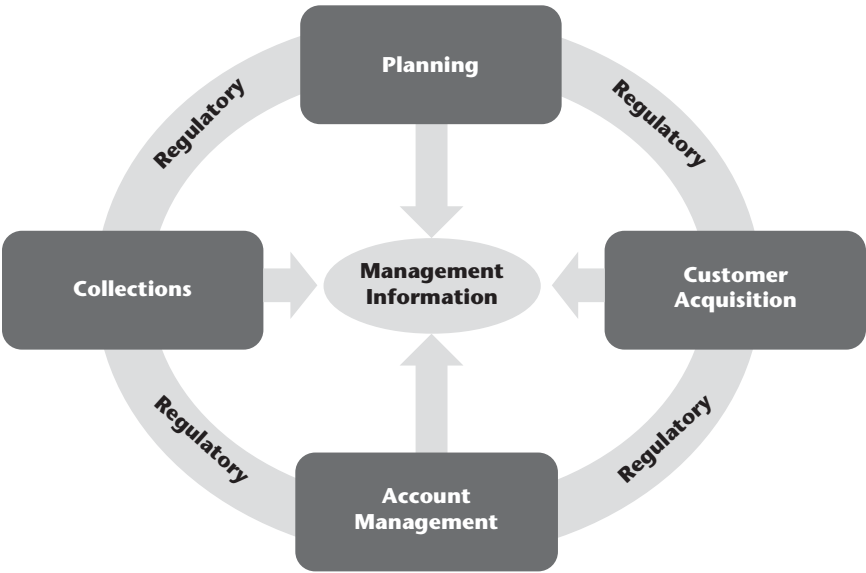 Planning
Regulatory
Regulatory
Collections
Management
Information
Customer
Acquisition
Regulatory
Regulatory
Account
Management